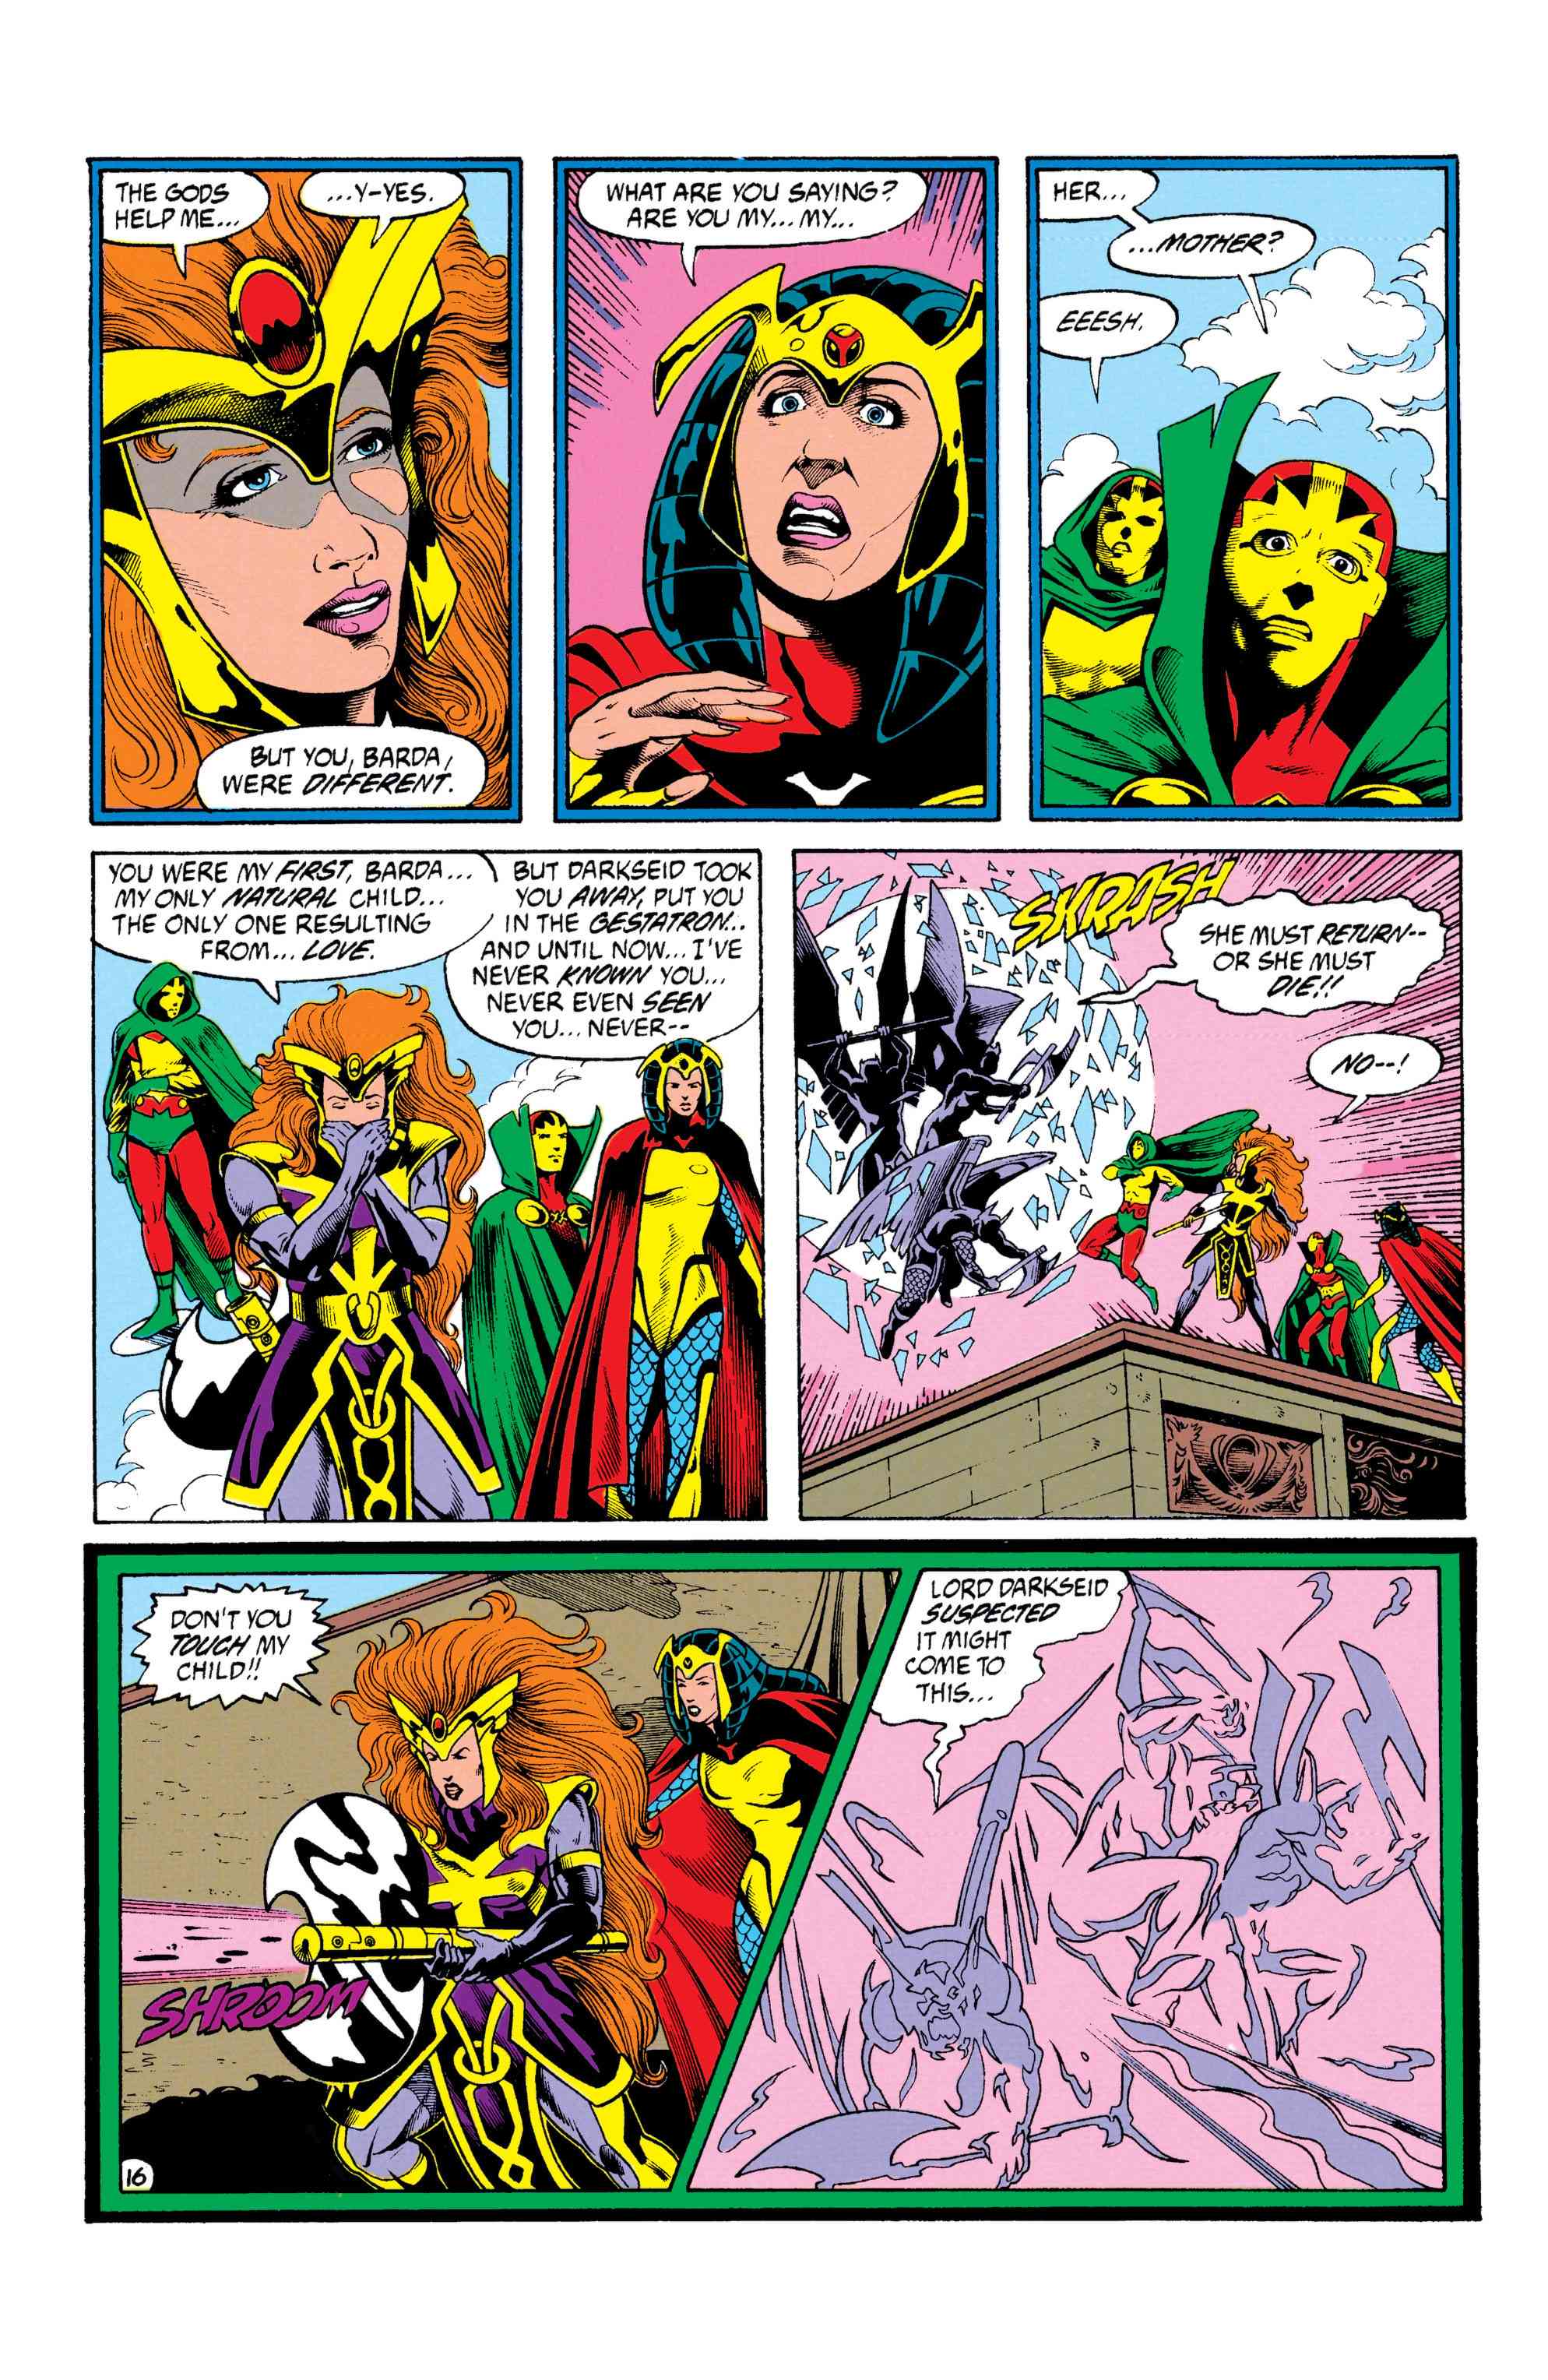 THE GODS
HELP ME...
...Y-YES.
BUT YOU, BARDA,
WERE DIFFERENT.
WHAT ARE YOU SAYING?
ARE YOU MY... MY...
HER...
...MOTHER?
EEESH.
YOU WERE MY FIRST, BARDA...
MY ONLY NATURAL CHILD...
THE ONLY ONE RESULTING
FROM... LOVE.
BUT DARKSEID TOOK
YOU AWAY, PUT YOU
IN THE GESTATRON...
AND UNTIL NOW... I'VE
NEVER KNOWN YOU...
NEVER EVEN SEEN
YOU... NEVER--
SKRASH
SHE MUST RETURN--
OR SHE MUST
DIE!!
NO--!
DON'T YOU
TOUCH MY
CHILD!!
SHROOM
LORD DARKSEID
SUSPECTED
IT MIGHT
COME TO
THIS...
16